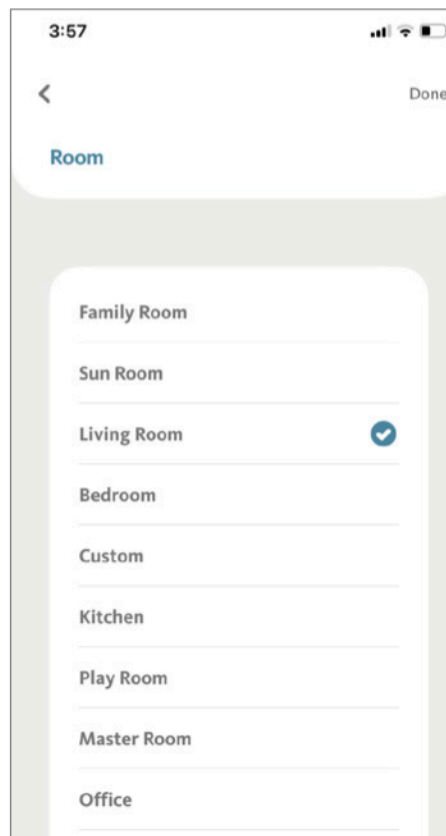 3:57
Done
Room
Family Room
Sun Room
Living Room
Bedroom
Custom
Kitchen
Play Room
Master Room
Office